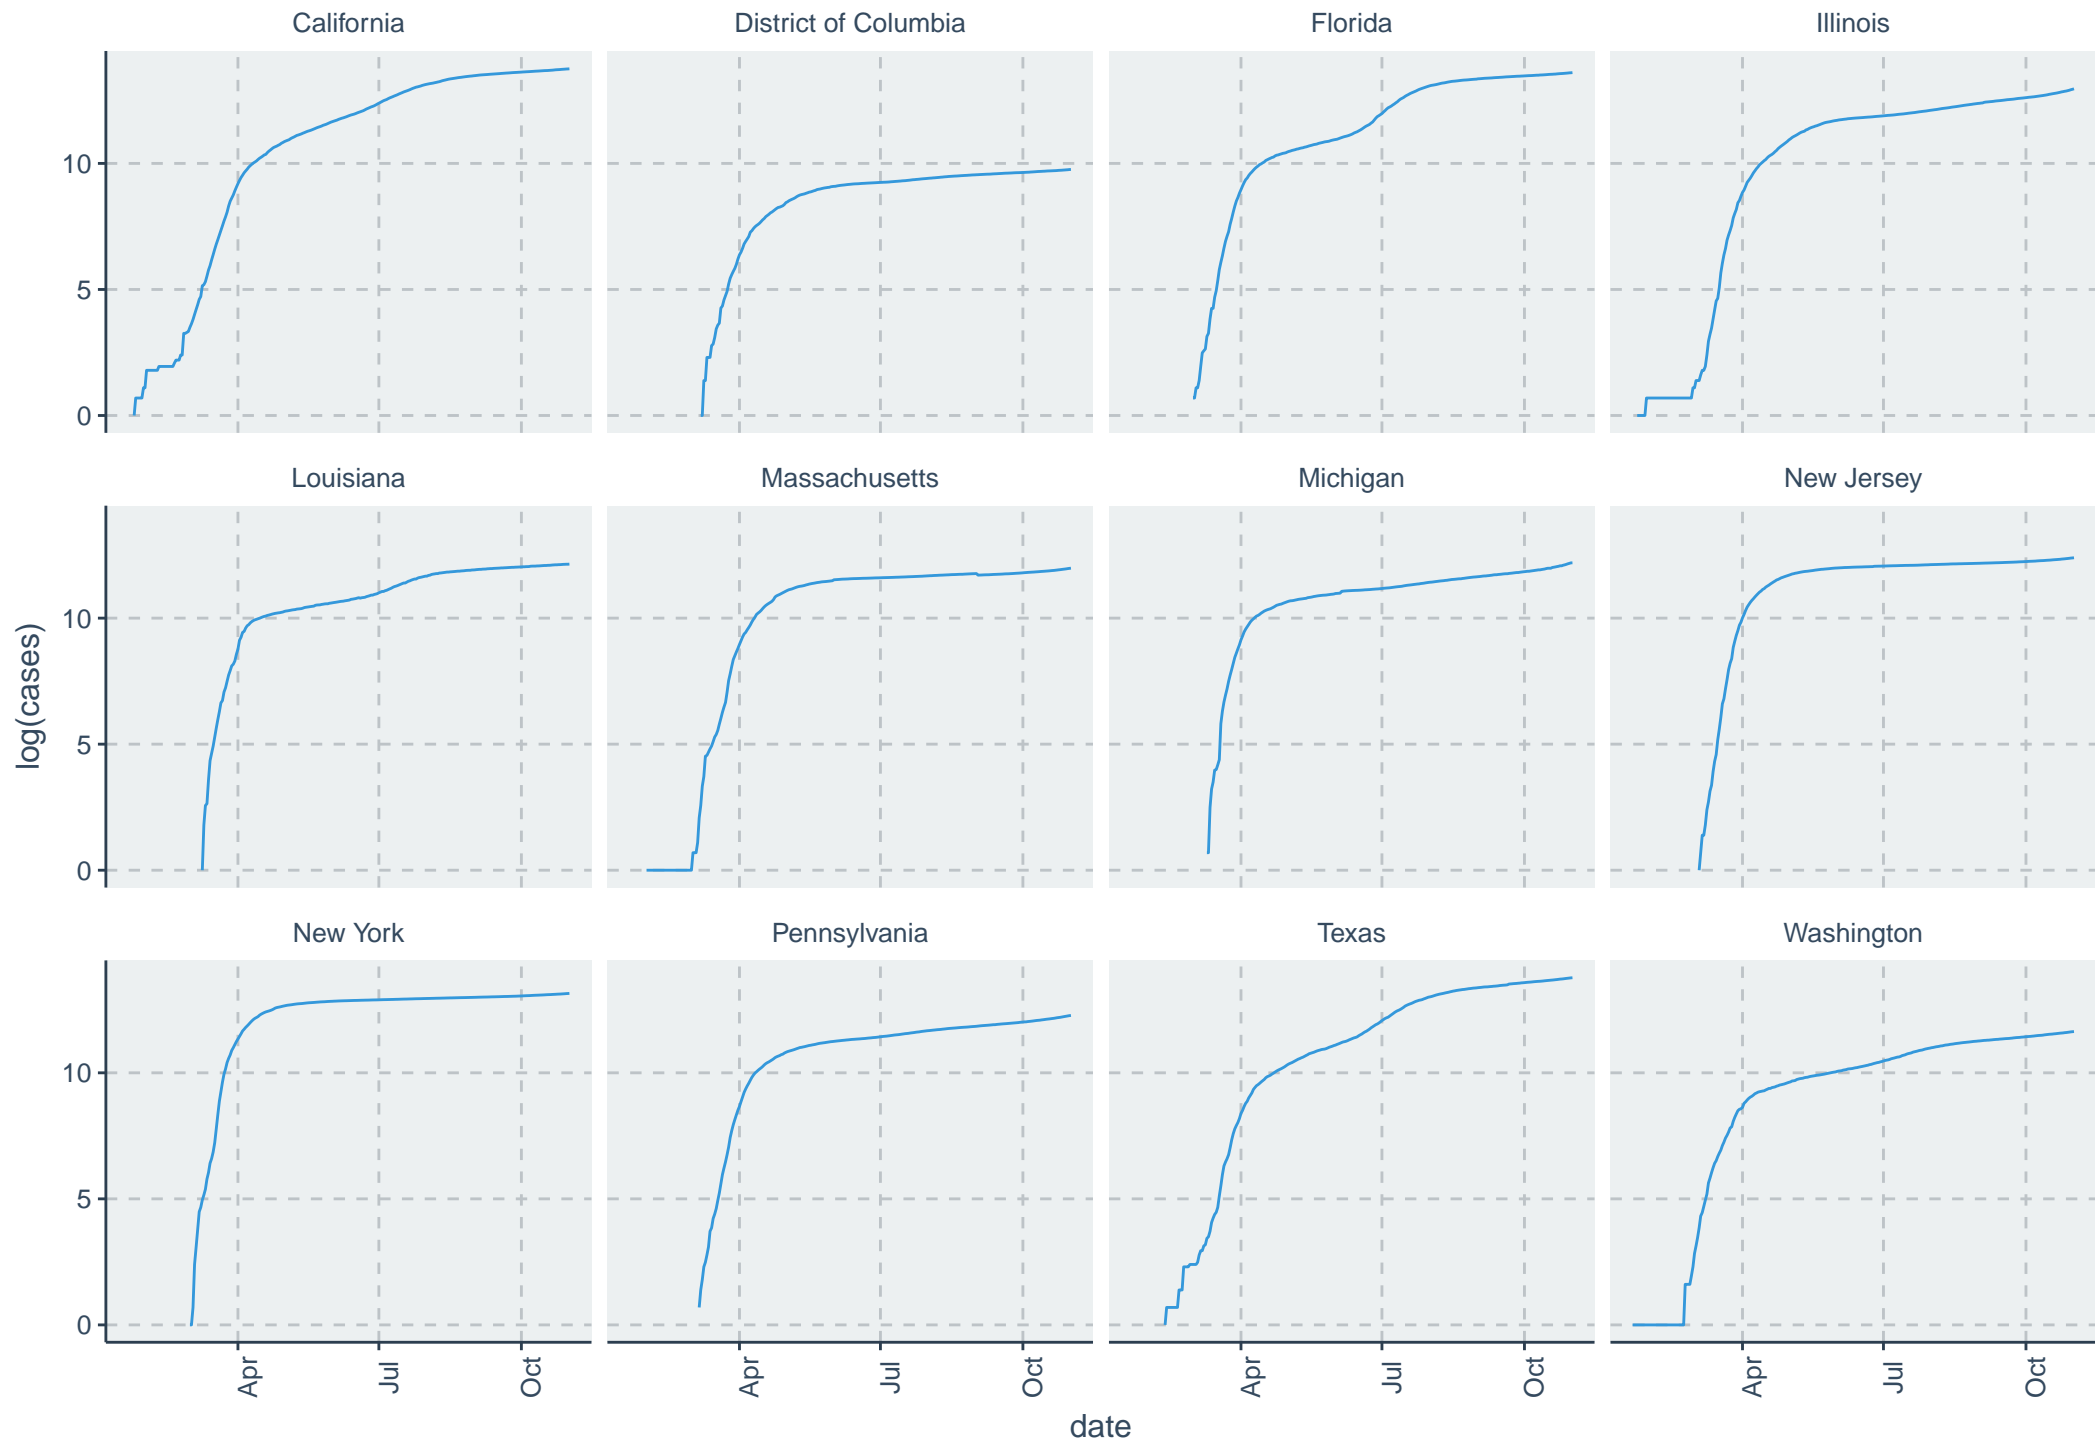 California District of Columbia Florida Illinois
10
5
0
Louisiana Massachusetts Michigan New Jersey
10
5
0
log(cases)
New York Pennsylvania Texas Washington
10
5
0
Apr Jul Oct Apr Jul Oct Apr Jul Oct Apr Jul Oct
date